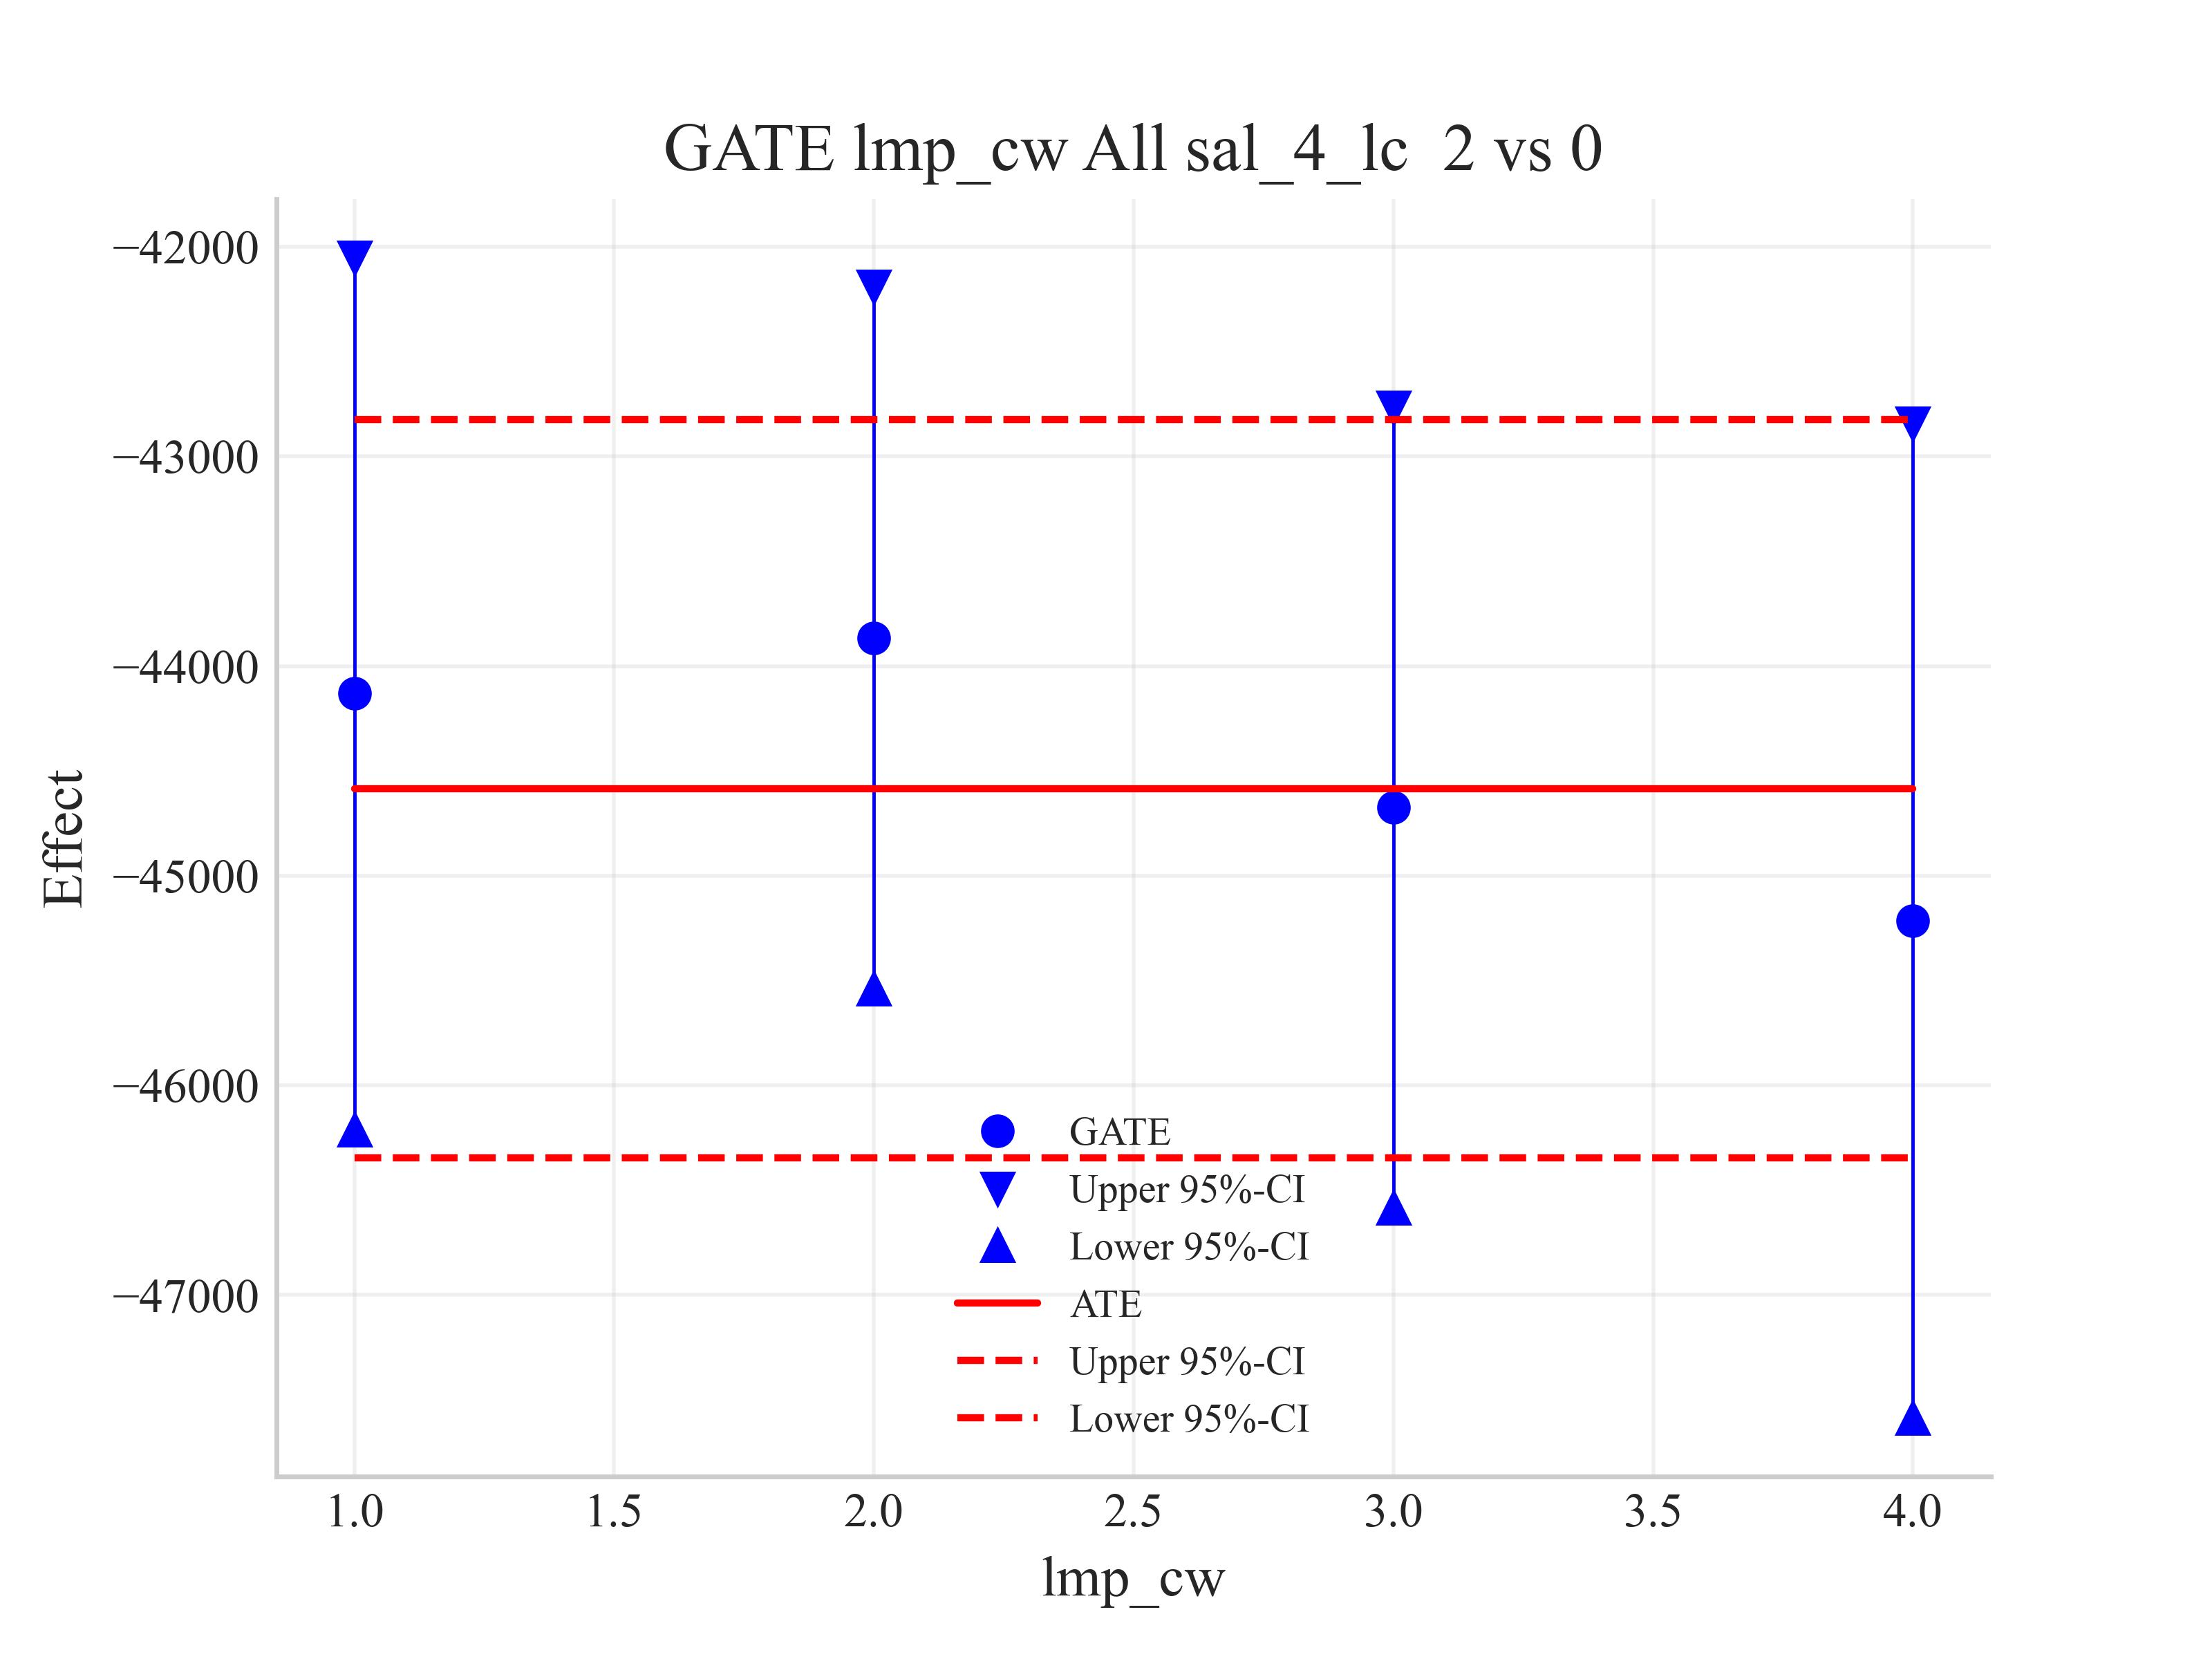 GATE lmp_cw All sal_4_lc  2 vs 0
−42000
−43000
−44000
−45000
−46000
−47000
Effect
GATE
Upper 95%-CI
Lower 95%-CI
ATE
Upper 95%-CI
Lower 95%-CI
1.0 1.5 2.0 2.5 3.0 3.5 4.0
lmp_cw